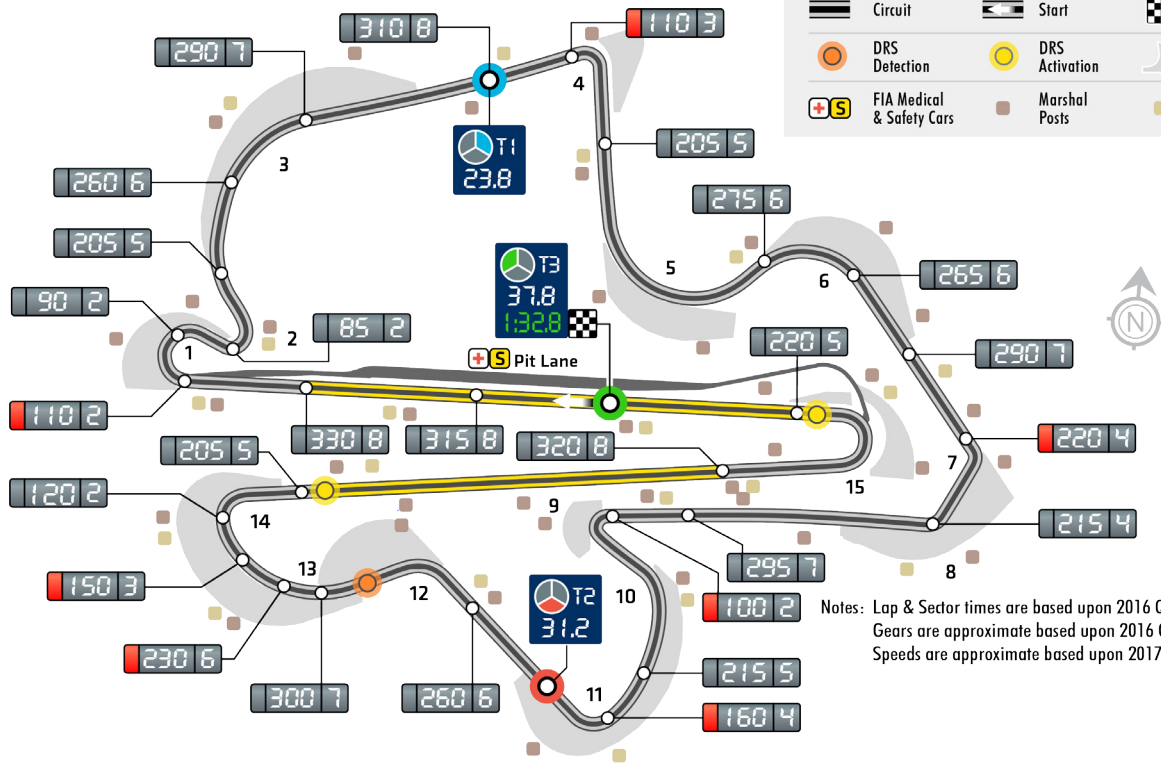 Circuit
Start
DRS
Detection
DRS
Activation
+ S
FIA Medical
& Safety Cars
Marshal
Posts
310 8
110 3
290 7
4
T1
23.8
205 5
3
260 6
275 6
205 5
T3
37.8
1:32.8
5
6
265 6
N
90 2
2
85 2
1
+ S Pit Lane
220 5
290 7
110 2
330 8
315 8
320 8
220 4
205 5
7
15
120 2
14
9
215 4
295 7
8
150 3
13
12
T2
31.2
10
100 2
Notes: Lap & Sector times are based upon 2016
Gears are approximate based upon 2016
Speeds are approximate based upon 2017
230 6
300 7
260 6
11
215 5
160 4